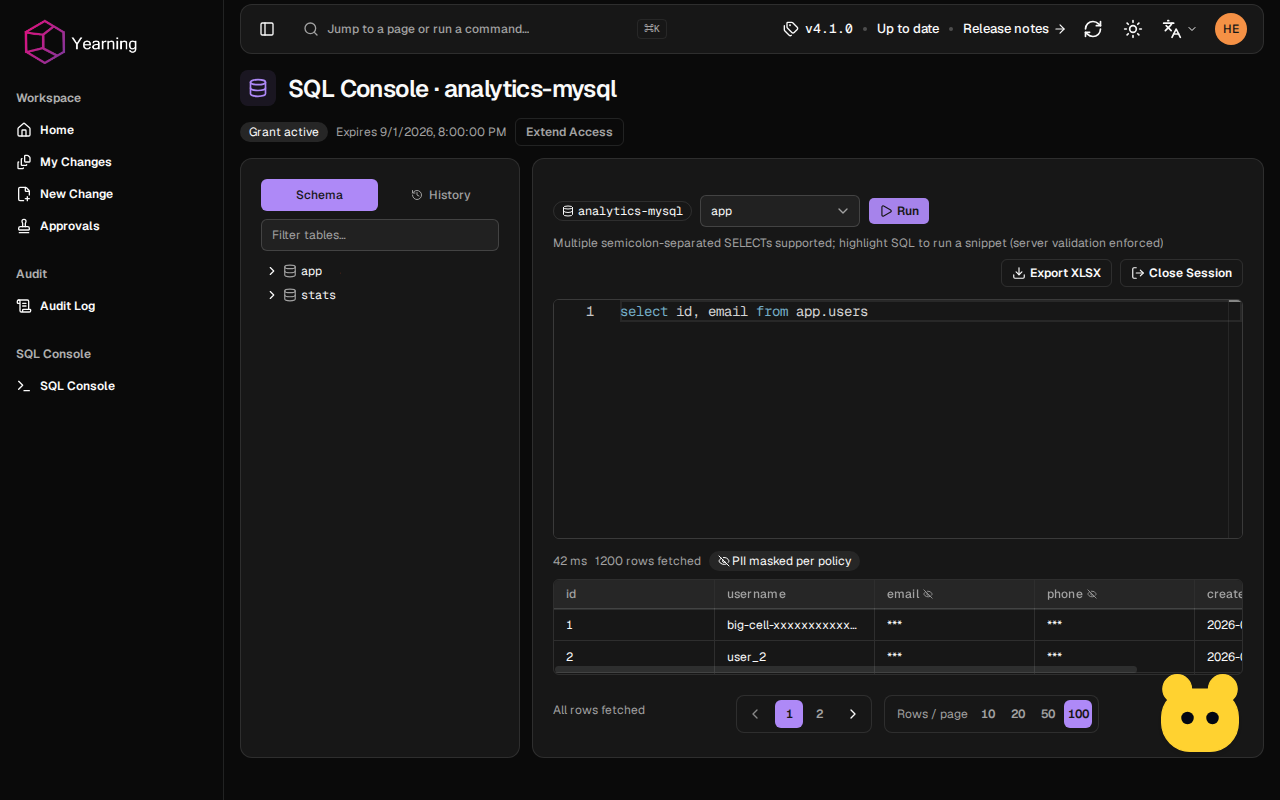 Yearning
Workspace
Home
My Changes
New Change
Approvals
Audit
Audit Log
SQL Console
SQL Console
Jump to a page or run a command…
⌘K
v4.1.0 • Up to date • Release notes
HE
SQL Console · analytics-mysql
Grant active
Expires 9/1/2026, 8:00:00 PM
Extend Access
Schema
History
Filter tables…
app
stats
analytics-mysql
app
Run
Multiple semicolon-separated SELECTs supported; highlight SQL to run a snippet (server validation enforced)
Export XLSX
Close Session
1 select id, email from app.users
42 ms 1200 rows fetched PII masked per policy
id username email phone create
1 big-cell-xxxxxxxxxxx… *** *** 2026-
2 user_2 *** *** 2026-
All rows fetched
1 2
Rows / page 10 20 50 100